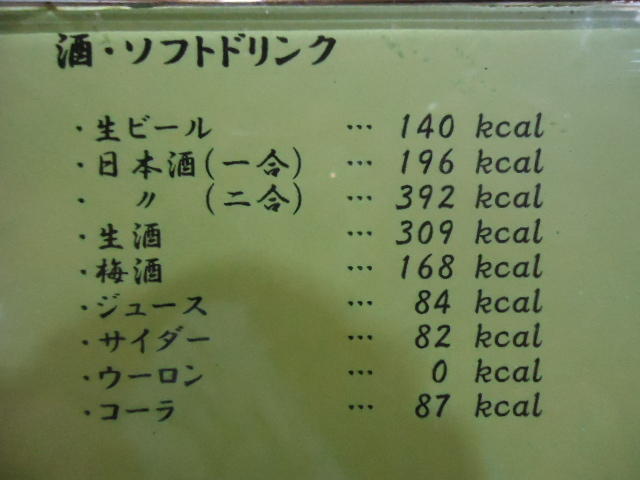 酒・ソフトドリンク
・生ビール … 140 kcal
・日本酒(一合) … 196 kcal
・〃(二合) … 392 kcal
・生酒 … 309 kcal
・梅酒 … 168 kcal
・ジュース … 84 kcal
・サイダー … 82 kcal
・ウーロン … 0 kcal
・コーラ … 87 kcal